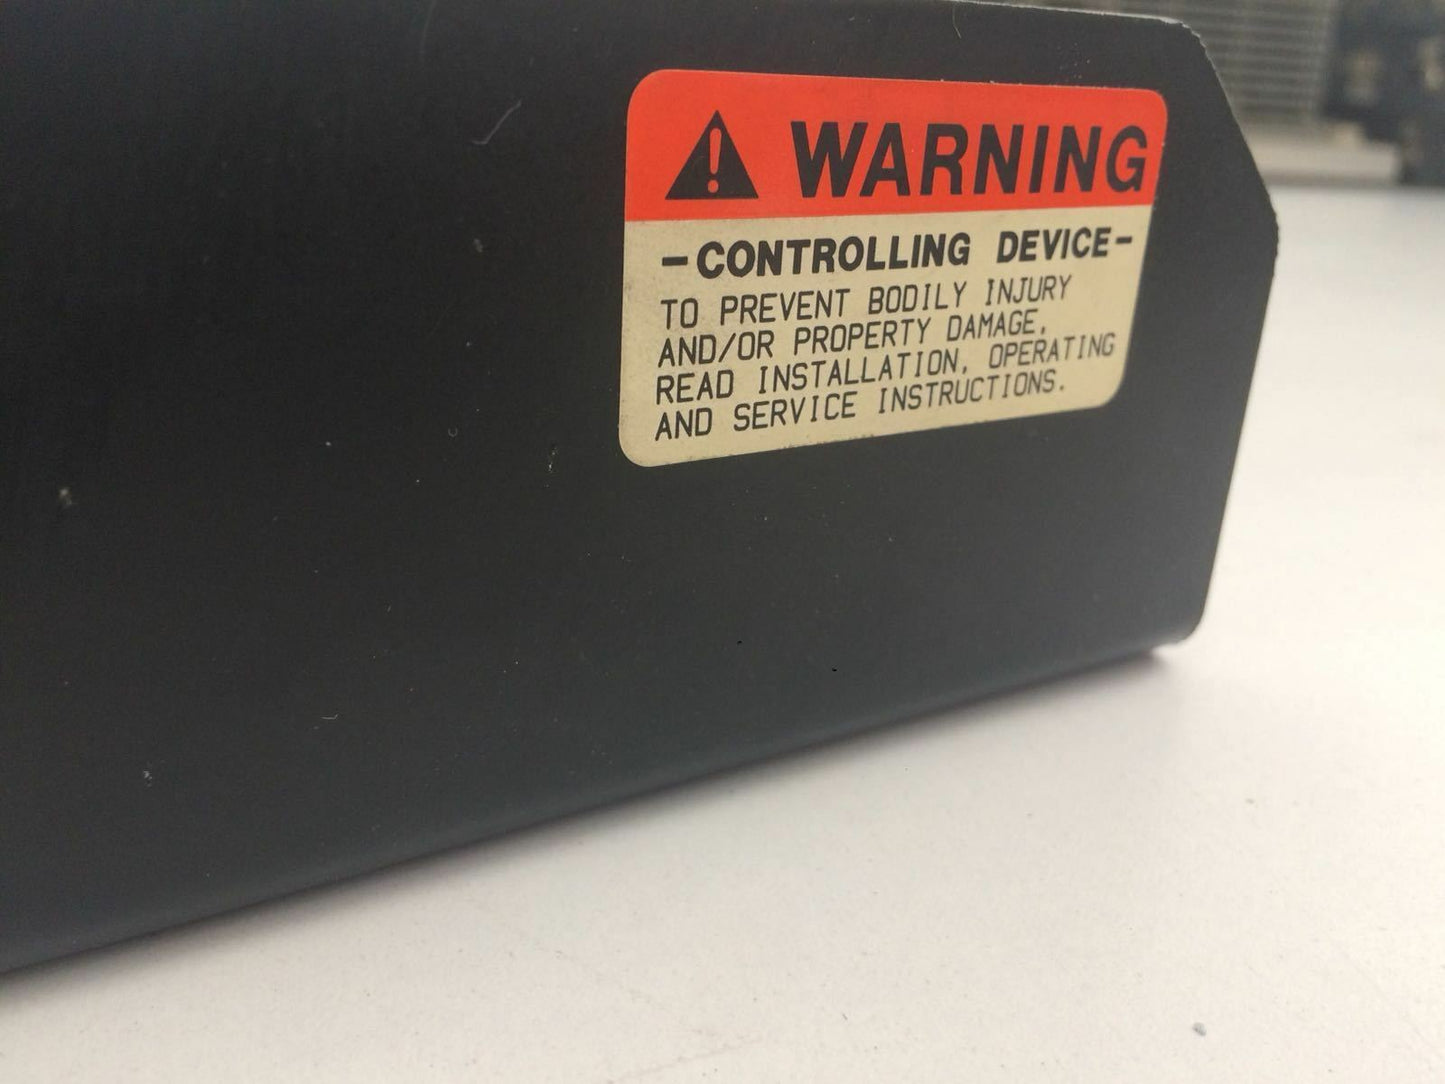 WARNING
-CONTROLLING DEVICE-
TO PREVENT BODILY INJURY
AND/OR PROPERTY DAMAGE,
READ INSTALLATION, OPERATING
AND SERVICE INSTRUCTIONS.